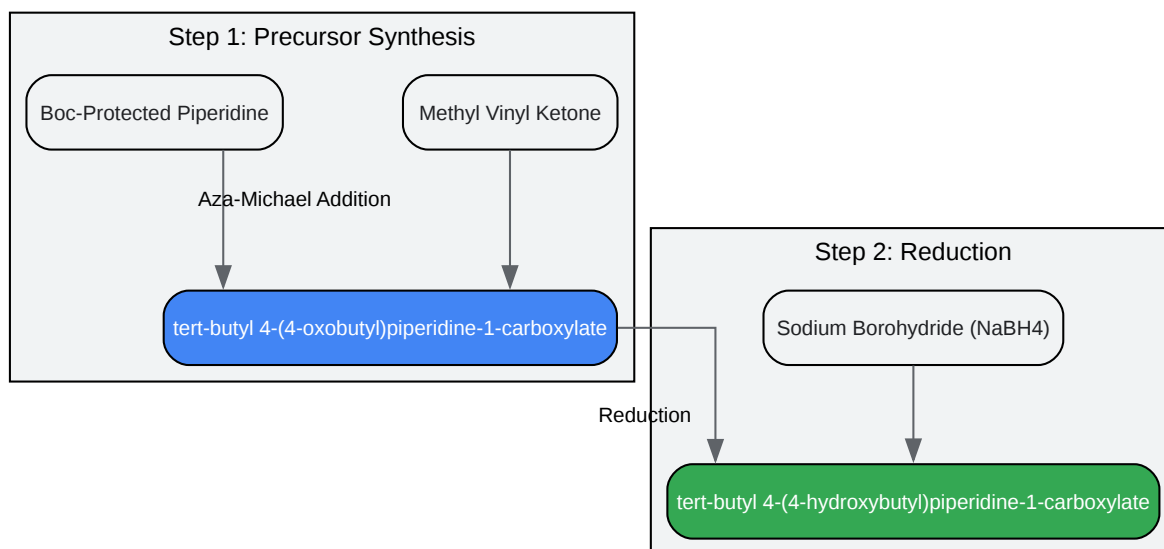 Step 1: Precursor Synthesis
Boc-Protected Piperidine
Methyl Vinyl Ketone
Aza-Michael Addition
tert-butyl 4-(4-oxobutyl)piperidine-1-carboxylate
Step 2: Reduction
Sodium Borohydride (NaBH4)
Reduction
tert-butyl 4-(4-hydroxybutyl)piperidine-1-carboxylate